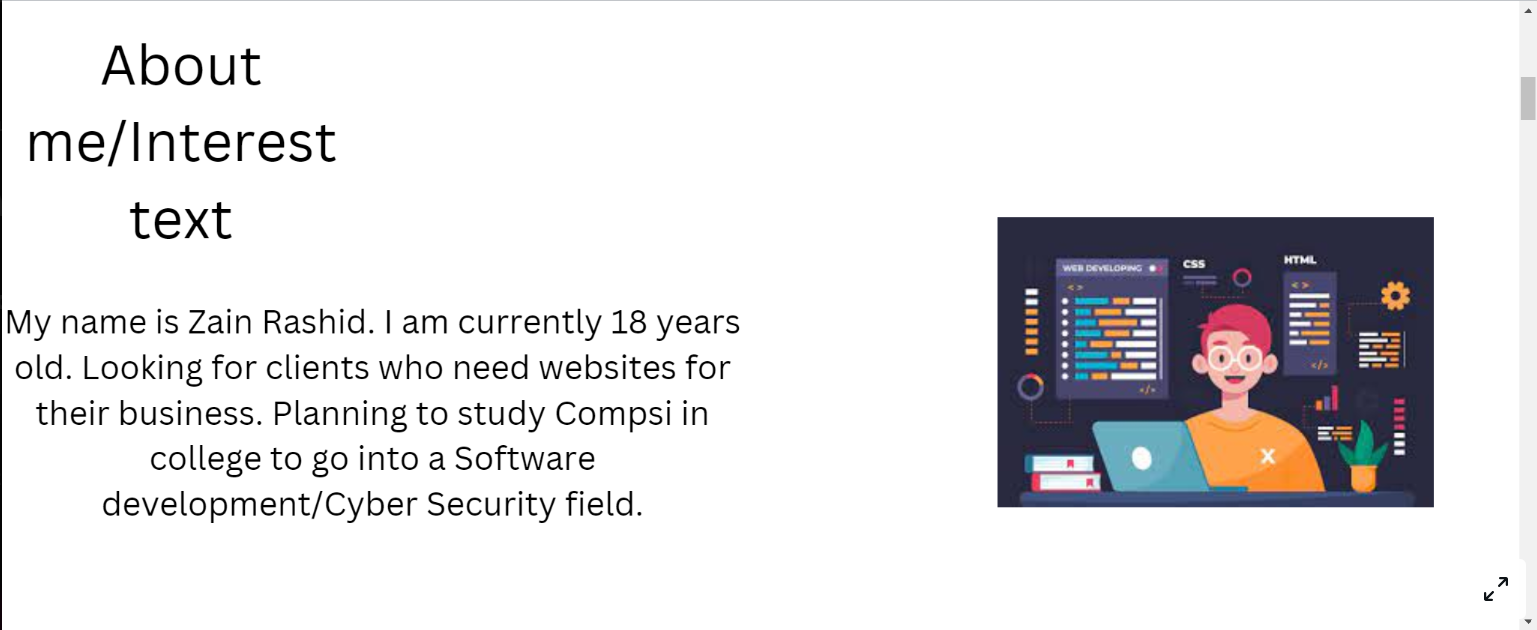 About
me/Interest
text
My name is Zain Rashid. I am currently 18 years
old. Looking for clients who need websites for
their business. Planning to study Compsi in
college to go into a Software
development/Cyber Security field.
WEB DEVELOPING
CSS
HTML
< >
< >
</>
</>
X